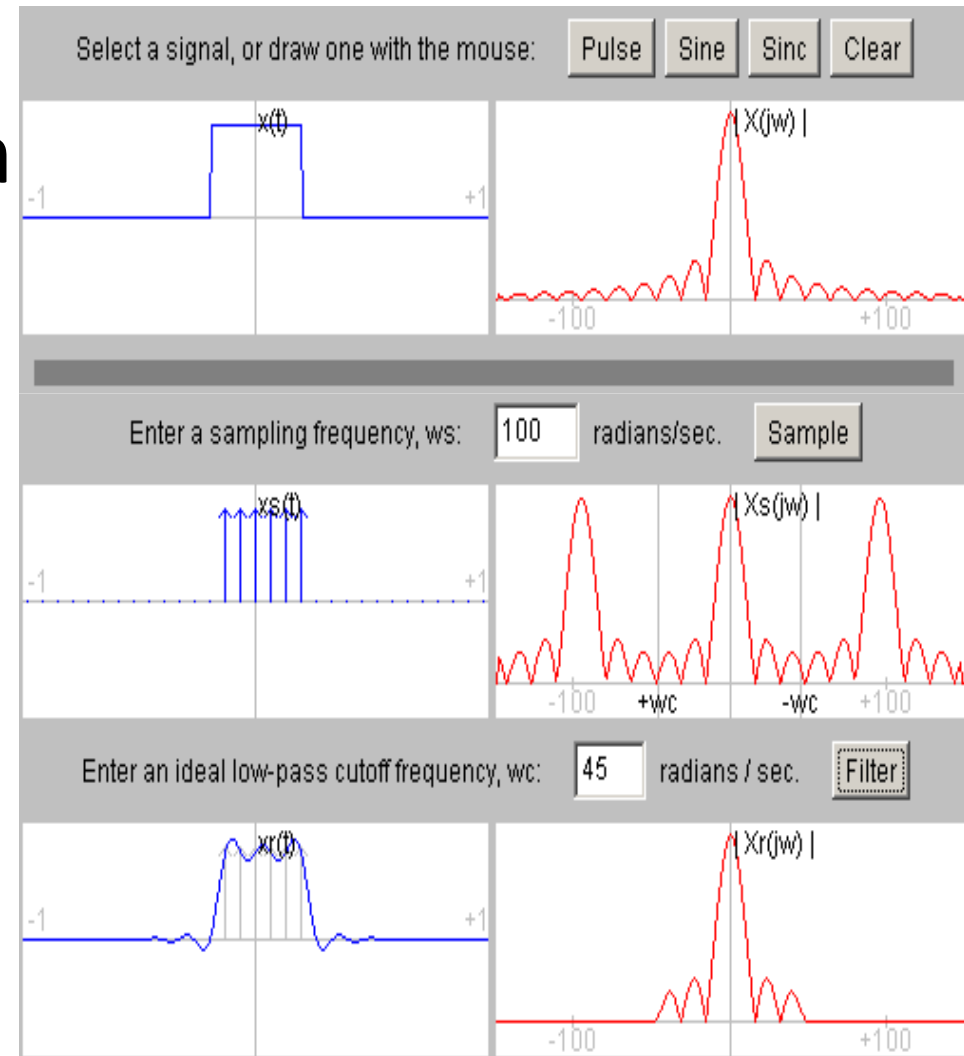 Select a signal, or draw one with the mouse: Pulse Sine Sinc Clear
n
x(t) | X(jw) |
-1 +1
-100 +100
Enter a sampling frequency, ws: 100 radians/sec. Sample
xs(t) | Xs(jw) |
-1 +1
-100 +wc -wc +100
Enter an ideal low-pass cutoff frequency, wc: 45 radians / sec. Filter
xr(t) | Xr(jw) |
-1 +1
-100 +100